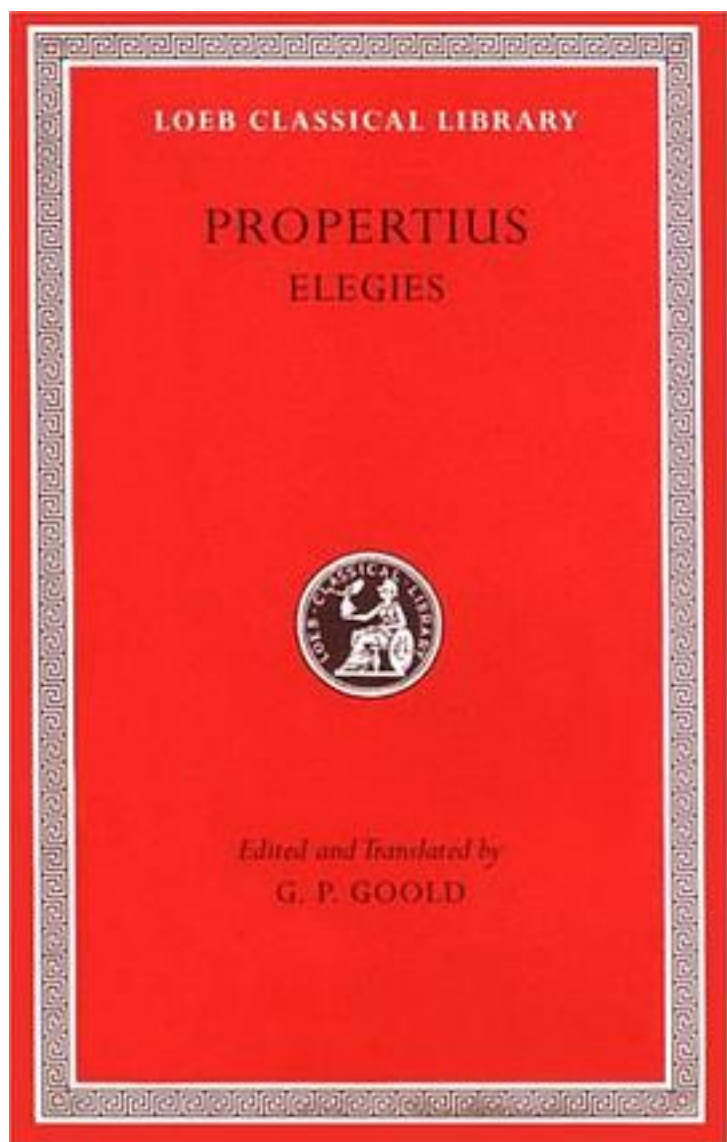 LOEB CLASSICAL LIBRARY
PROPERTIUS
ELEGIES
LOEB · CLASSICAL · LIBRARY
Edited and Translated by
G. P. GOOLD